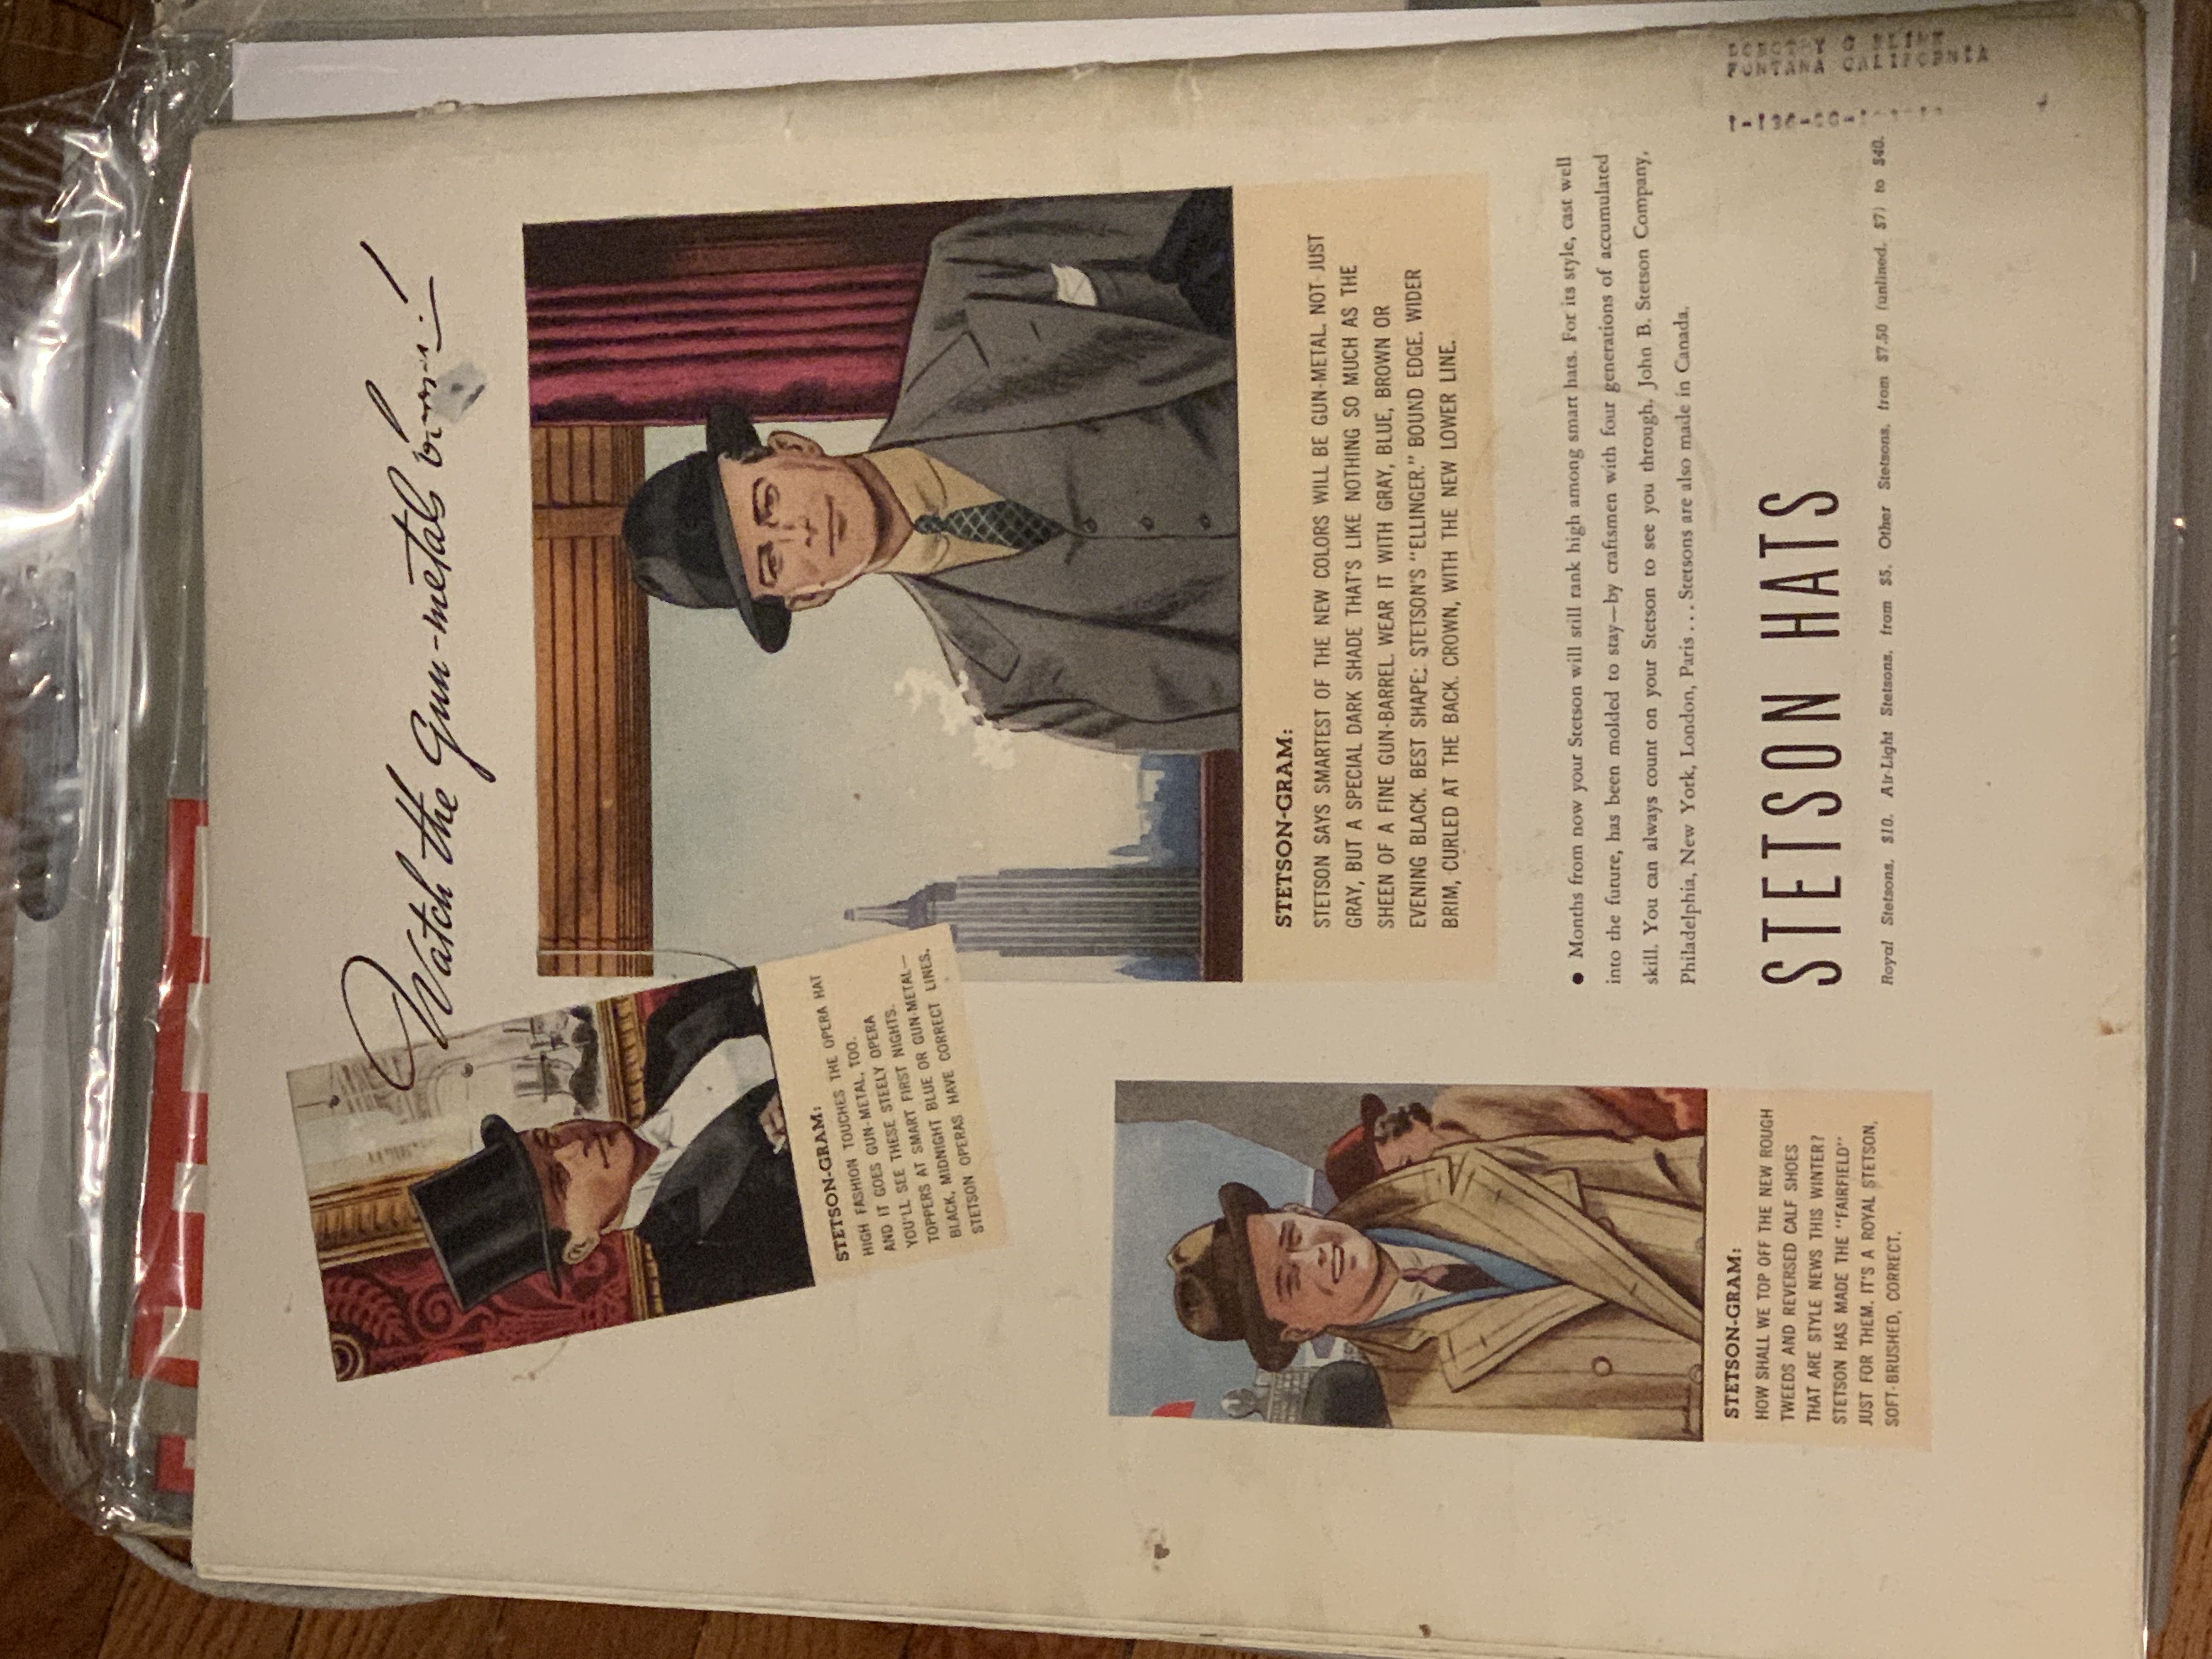 Watch the Gun-metals
STETSON-GRAM:
HIGH FASHION TOUCHES THE OPERA HAT
AND IT GOES GUN-METAL, TOO.
YOU'LL SEE THESE STEELY OPERA
TOPPERS AT SMART FIRST NIGHTS.
BLACK, MIDNIGHT BLUE OR GUN-METAL—
STETSON OPERAS HAVE CORRECT LINES.
STETSON-GRAM:
STETSON SAYS SMARTEST OF THE NEW COLORS WILL BE GUN-METAL. NOT JUST
GRAY, BUT A SPECIAL DARK SHADE THAT'S LIKE NOTHING SO MUCH AS THE
SHEEN OF A FINE GUN-BARREL. WEAR IT WITH GRAY, BLUE, BROWN OR
EVENING BLACK. BEST SHAPE: STETSON'S "ELLINGER." BOUND EDGE. WIDER
BRIM, CURLED AT THE BACK. CROWN, WITH THE NEW LOWER LINE.
STETSON-GRAM:
HOW SHALL WE TOP OFF THE NEW ROUGH
TWEEDS AND REVERSED CALF SHOES
THAT ARE STYLE NEWS THIS WINTER?
STETSON HAS MADE THE "FAIRFIELD"
JUST FOR THEM. IT'S A ROYAL STETSON,
SOFT-BRUSHED, CORRECT.
• Months from now your Stetson will still rank high among smart hats. For its style, cast well
into the future, has been molded to stay—by craftsmen with four generations of accumulated
skill. You can always count on your Stetson to see you through. John B. Stetson Company,
Philadelphia, New York, London, Paris . . . Stetsons are also made in Canada.
STETSON HATS
Royal Stetsons, $10. Air-Light Stetsons, from $5. Other Stetsons, from $7.50 (unlined, $7) to $40.
FONTANA CALIFORNIA